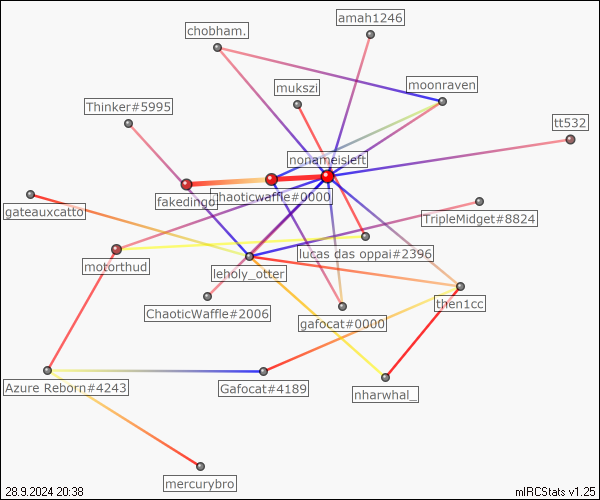 amah1246
chobham.
mukszi
moonraven
Thinker#5995
tt532
nonameisleft
fakedingo
Chaoticwaffle#0000
gateauxcatto
TripleMidget#8824
lucas das oppai#2396
motorthud
leholy_otter
then1cc
ChaoticWaffle#2006
gafocat#0000
Azure Reborn#4243
Gafocat#4189
nharwhal_
mercurybro
28.9.2024 20:38
mIRCStats v1.25